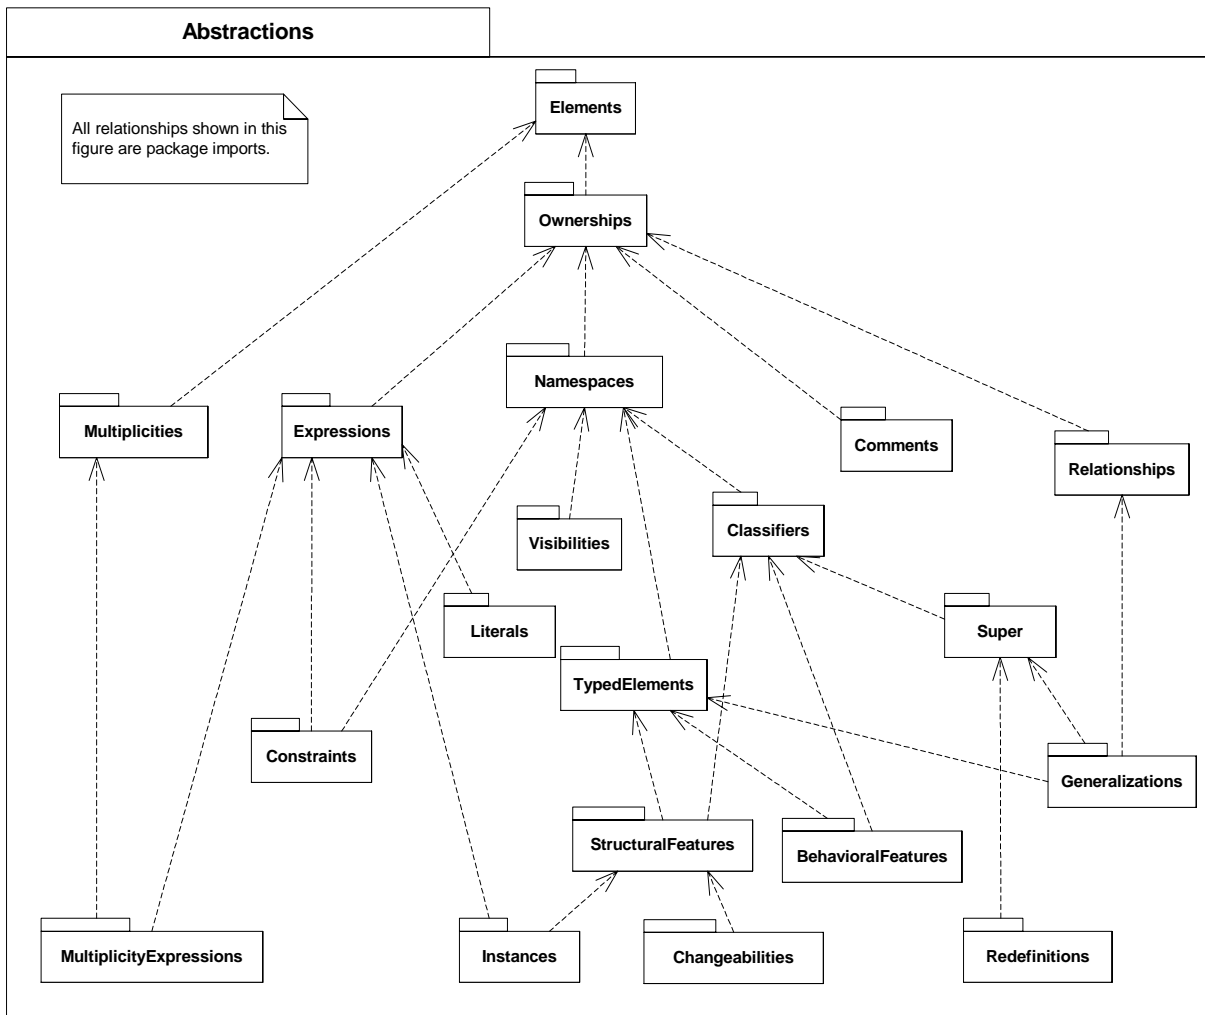 Abstractions
All relationships shown in this
figure are package imports.
Elements
Ownerships
Namespaces
Multiplicities
Expressions
Comments
Relationships
Visibilities
Classifiers
Literals
Super
TypedElements
Constraints
Generalizations
StructuralFeatures
BehavioralFeatures
MultiplicityExpressions
Instances
Changeabilities
Redefinitions